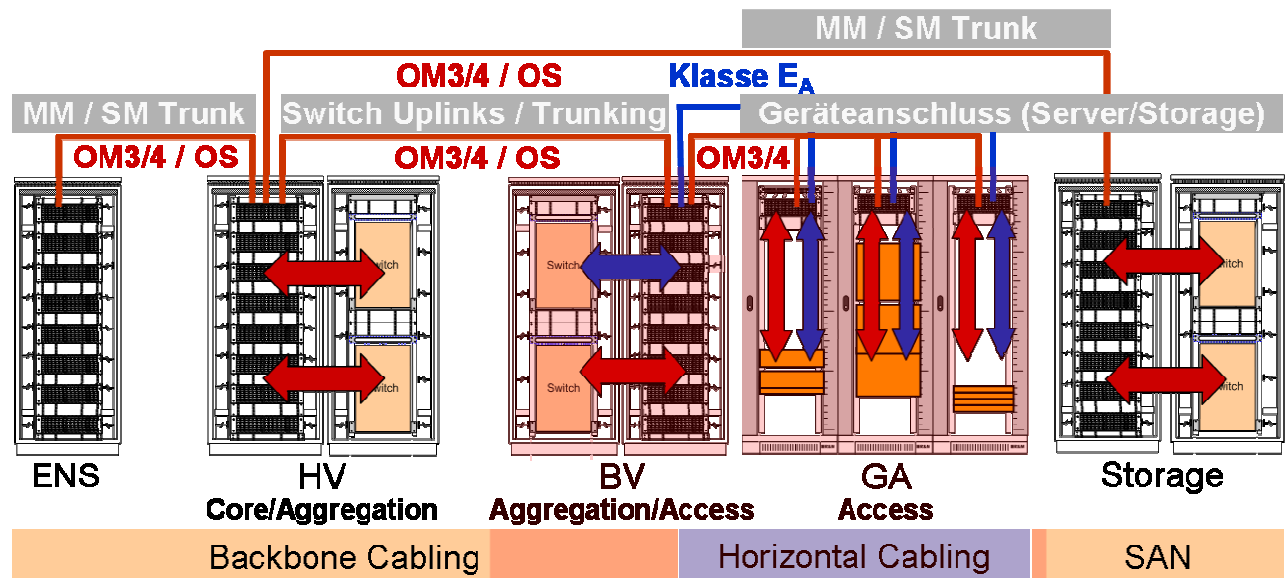 MM / SM Trunk
OM3/4 / OS
Klasse EA
MM / SM Trunk
Switch Uplinks / Trunking
Geräteanschluss (Server/Storage)
OM3/4 / OS
OM3/4 / OS
OM3/4
Switch
Switch
Switch
Switch
Switch
Switch
ENS
HV
BV
GA
Storage
Core/Aggregation
Aggregation/Access
Access
Backbone Cabling
Horizontal Cabling
SAN